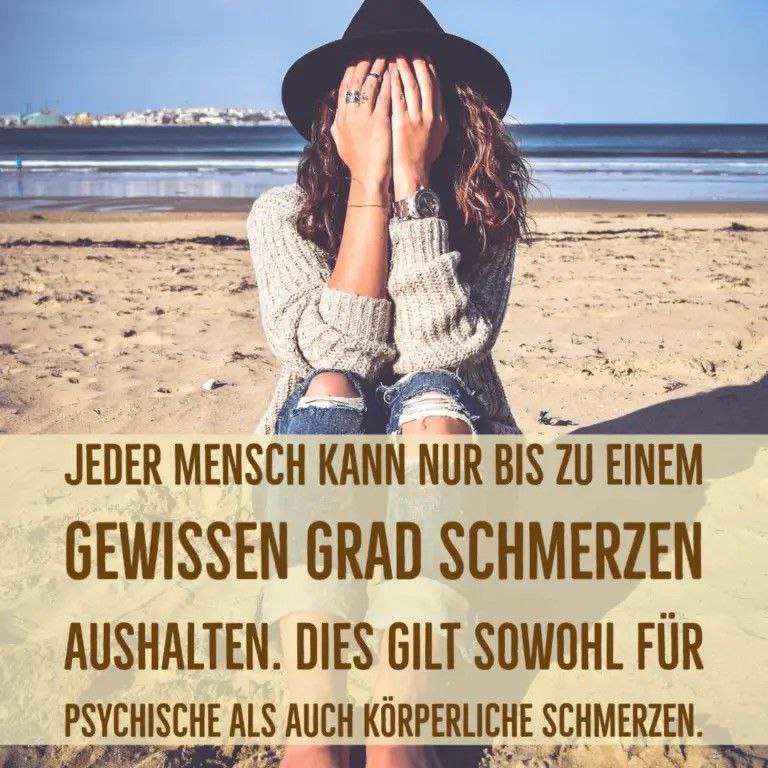 JEDER MENSCH KANN NUR BIS ZU EINEM
GEWISSEN GRAD SCHMERZEN
AUSHALTEN. DIES GILT SOWOHL FÜR
PSYCHISCHE ALS AUCH KÖRPERLICHE SCHMERZEN.